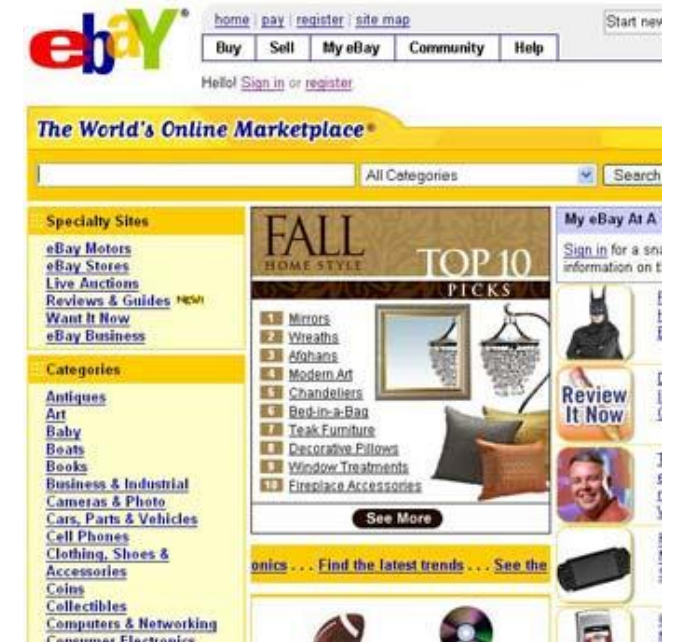 ebaY®
home | pay | register | site map
Start new
Buy Sell My eBay Community Help
Hello! Sign in or register.
The World's Online Marketplace®
All Categories
Search
Specialty Sites
eBay Motors
eBay Stores
Live Auctions
Reviews & Guides NEW!
Want It Now
eBay Business
Categories
Antiques
Art
Baby
Boats
Books
Business & Industrial
Cameras & Photo
Cars, Parts & Vehicles
Cell Phones
Clothing, Shoes &
Accessories
Coins
Collectibles
Computers & Networking
Consumer Electronics
FALL
HOME STYLE
TOP 10
PICKS
1 Mirrors
2 Wreaths
3 Afghans
4 Modern Art
5 Chandeliers
6 Bed-in-a-Bag
7 Teak Furniture
8 Decorative Pillows
9 Window Treatments
10 Fireplace Accessories
See More
onics . . . Find the latest trends . . . See the
My eBay At A
Sign in for a sna
information on t
Review
It Now